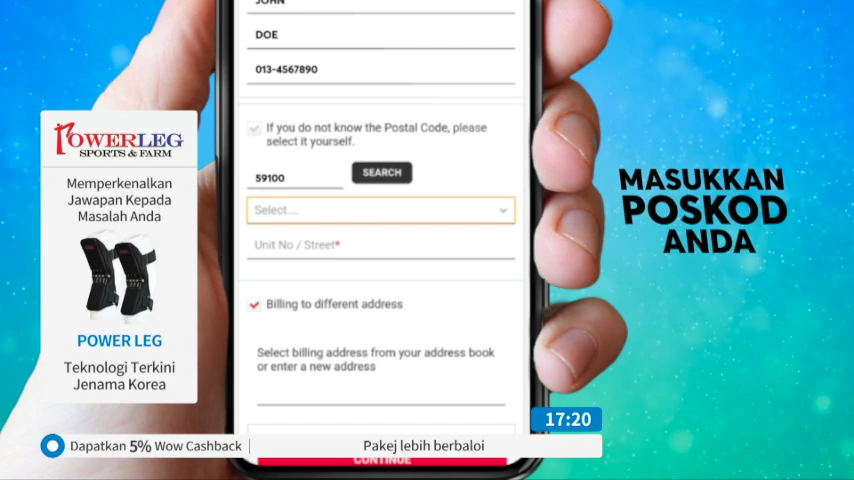 JOHN
DOE
013-4567890
If you do not know the Postal Code, please
select it yourself.
59100
SEARCH
Select....
Unit No / Street*
Billing to different address
Select billing address from your address book
or enter a new address
CONTINUE
POWERLEG
SPORTS & FARM
Memperkenalkan
Jawapan Kepada
Masalah Anda
POWER LEG
Teknologi Terkini
Jenama Korea
MASUKKAN
POSKOD
ANDA
17:20
Dapatkan 5% Wow Cashback
Pakej lebih berbaloi